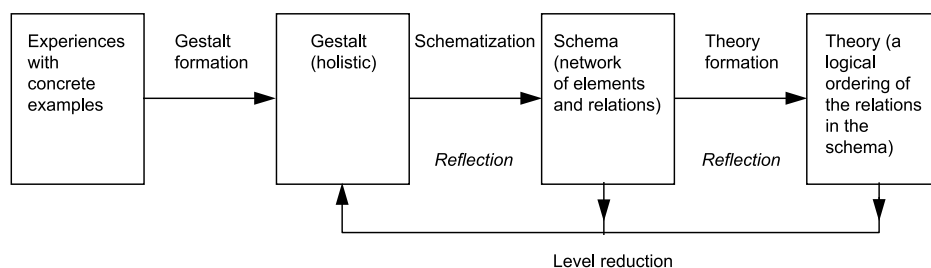 Experiences
with
concrete
examples
Gestalt
formation
Gestalt
(holistic)
Schematization
Reflection
Schema
(network
of elements
and relations)
Theory
formation
Reflection
Theory (a
logical
ordering of
the relations
in the
schema)
Level reduction